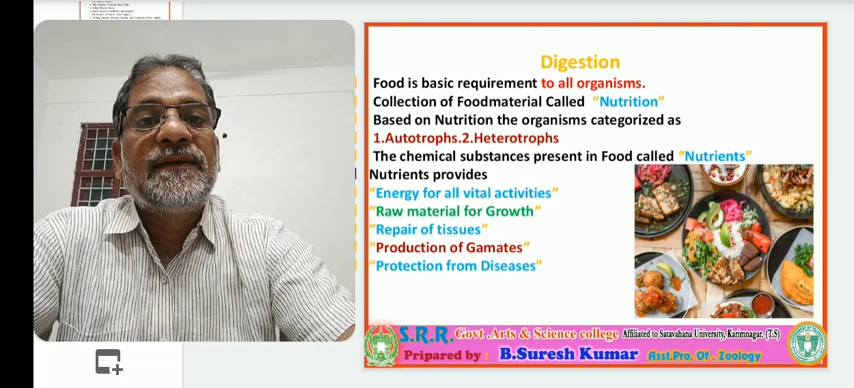 Digestion
Food is basic requirement to all organisms.
Collection of Foodmaterial Called “Nutrition”
Based on Nutrition the organisms categorized as
1.Autotrophs.2.Heterotrophs
The chemical substances present in Food called “Nutrients”
Nutrients provides
“Energy for all vital activities”
“Raw material for Growth”
“Repair of tissues”
“Production of Gamates”
“Protection from Diseases”
S.R.R. Govt .Arts & Science college Affiliated to Satavahana University, Karimnagar. (T.S)
Pripared by : B.Suresh Kumar Asst.Pro. Of . Zoology